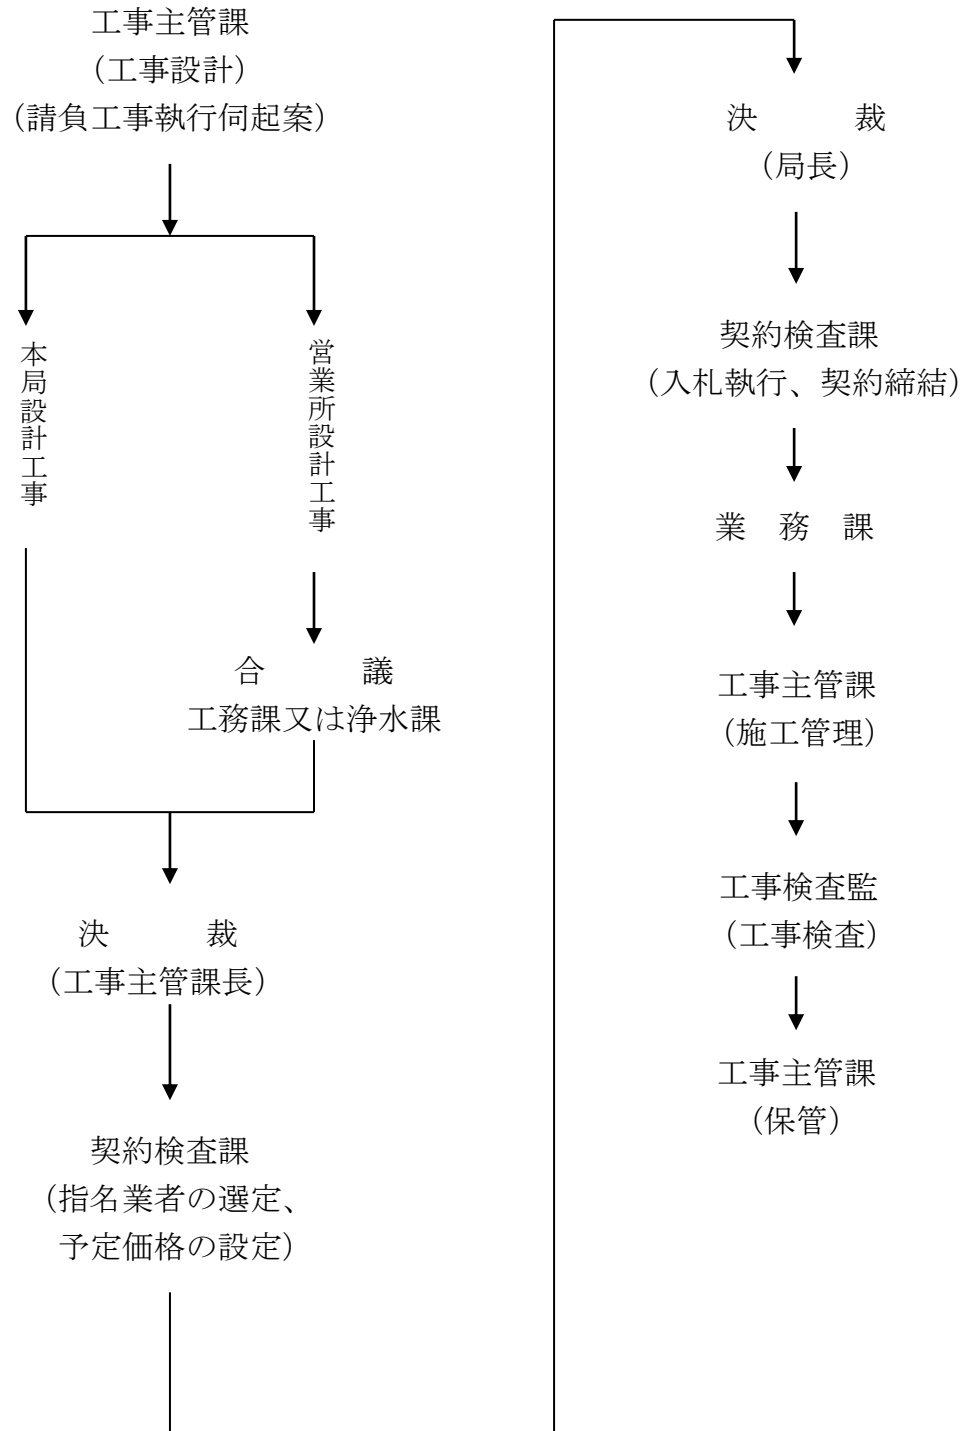 工事主管課
（工事設計）
（請負工事執行伺起案）
本局設計工事
営業所設計工事
合　　　議
工務課又は浄水課
決　　　裁
（工事主管課長）
契約検査課
（指名業者の選定、
予定価格の設定）
決　　　裁
（局長）
契約検査課
（入札執行、契約締結）
業　務　課
工事主管課
（施工管理）
工事検査監
（工事検査）
工事主管課
（保管）